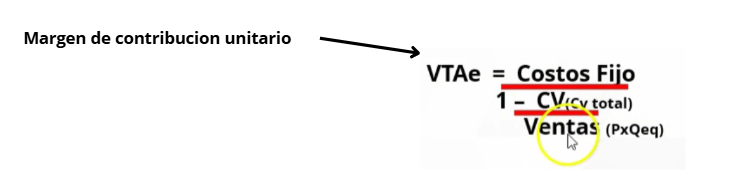 Margen de contribucion unitario
VTAe = Costos Fijo
1 – CV(Cv total)
Ventas (PxQeq)